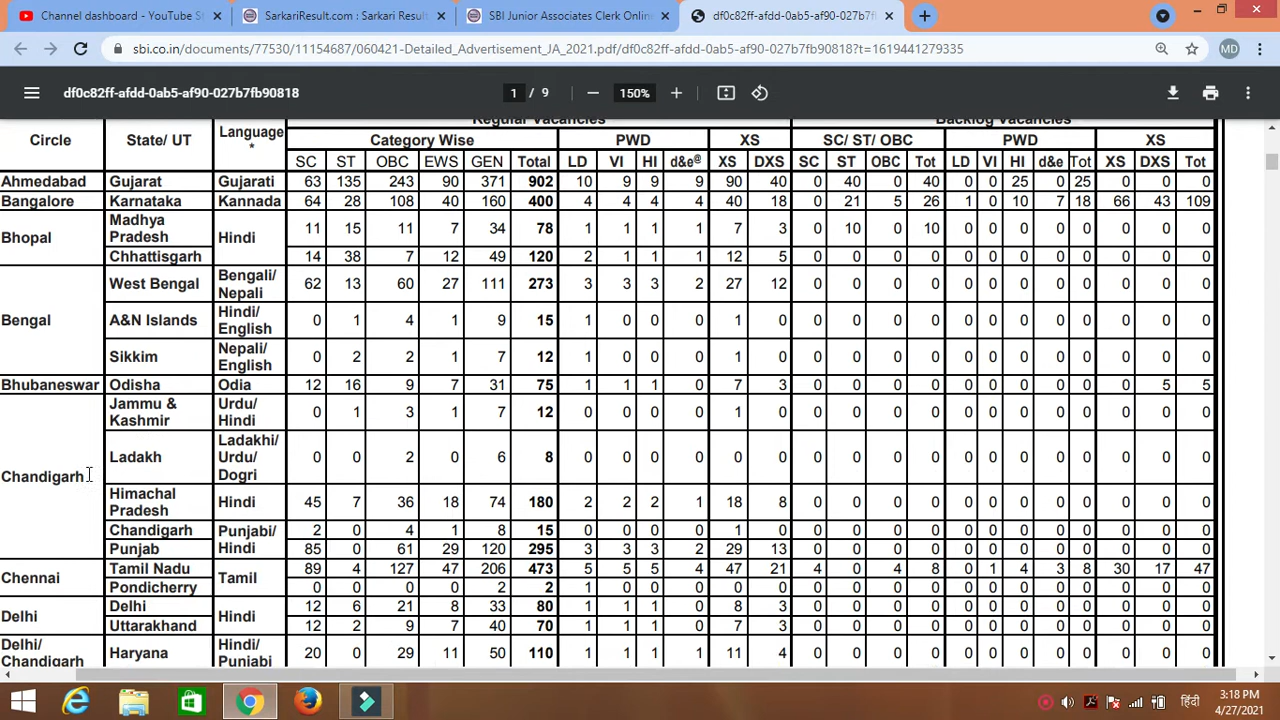 Channel dashboard - YouTube St
SarkariResult.com : Sarkari Result
SBI Junior Associates Clerk Online
df0c82ff-afdd-0ab5-af90-027b7fb
sbi.co.in/documents/77530/11154687/060421-Detailed_Advertisement_JA_2021.pdf/df0c82ff-afdd-0ab5-af90-027b7fb90818?t=1619441279335
MD
df0c82ff-afdd-0ab5-af90-027b7fb90818
1 / 9
150%
Regular Vacancies Backlog Vacancies
Circle State/ UT Language * Category Wise PWD XS SC/ ST/ OBC PWD XS
SC ST OBC EWS GEN Total LD VI HI d&e@ XS DXS SC ST OBC Tot LD VI HI d&e Tot XS DXS Tot
Ahmedabad Gujarat Gujarati 63 135 243 90 371 902 10 9 9 9 90 40 0 40 0 40 0 0 25 0 25 0 0 0
Bangalore Karnataka Kannada 64 28 108 40 160 400 4 4 4 4 40 18 0 21 5 26 1 0 10 7 18 66 43 109
Bhopal Madhya Pradesh Hindi 11 15 11 7 34 78 1 1 1 1 7 3 0 10 0 10 0 0 0 0 0 0 0 0
Chhattisgarh 14 38 7 12 49 120 2 1 1 1 12 5 0 0 0 0 0 0 0 0 0 0 0 0
Bengal West Bengal Bengali/ Nepali 62 13 60 27 111 273 3 3 3 2 27 12 0 0 0 0 0 0 0 0 0 0 0 0
A&N Islands Hindi/ English 0 1 4 1 9 15 1 0 0 0 1 0 0 0 0 0 0 0 0 0 0 0 0 0
Sikkim Nepali/ English 0 2 2 1 7 12 1 0 0 0 1 0 0 0 0 0 0 0 0 0 0 0 0 0
Bhubaneswar Odisha Odia 12 16 9 7 31 75 1 1 1 0 7 3 0 0 0 0 0 0 0 0 0 0 5 5
Chandigarh Jammu & Kashmir Urdu/ Hindi 0 1 3 1 7 12 0 0 0 0 1 0 0 0 0 0 0 0 0 0 0 0 0 0
Ladakh Ladakhi/ Urdu/ Dogri 0 0 2 0 6 8 0 0 0 0 0 0 0 0 0 0 0 0 0 0 0 0 0 0
Himachal Pradesh Hindi 45 7 36 18 74 180 2 2 2 1 18 8 0 0 0 0 0 0 0 0 0 0 0 0
Chandigarh Punjabi/ Hindi 2 0 4 1 8 15 0 0 0 0 1 0 0 0 0 0 0 0 0 0 0 0 0 0
Punjab 85 0 61 29 120 295 3 3 3 2 29 13 0 0 0 0 0 0 0 0 0 0 0 0
Chennai Tamil Nadu Tamil 89 4 127 47 206 473 5 5 5 4 47 21 4 0 4 8 0 1 4 3 8 30 17 47
Pondicherry 0 0 0 0 2 2 1 0 0 0 0 0 0 0 0 0 0 0 0 0 0 0 0 0
Delhi Delhi Hindi 12 6 21 8 33 80 1 1 1 0 8 3 0 0 0 0 0 0 0 0 0 0 0 0
Uttarakhand 12 2 9 7 40 70 1 1 1 0 7 3 0 0 0 0 0 0 0 0 0 0 0 0
Delhi/ Chandigarh Haryana Hindi/ Punjabi 20 0 29 11 50 110 1 1 1 1 11 4 0 0 0 0 0 0 0 0 0 0 0 0
हिंदी
3:18 PM
4/27/2021